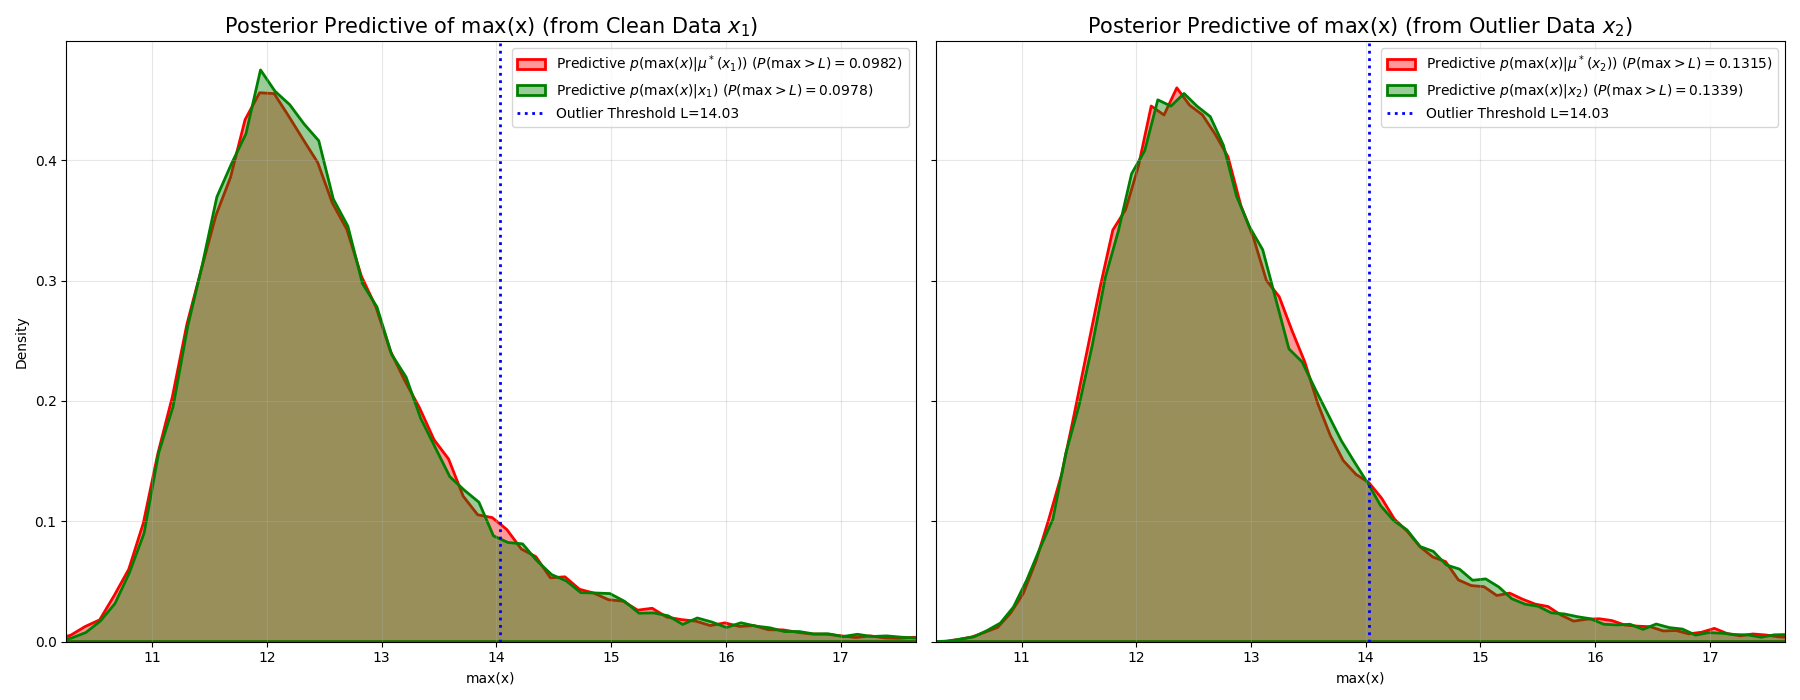 Posterior Predictive of max(x) (from Clean Data x₁)
Predictive p(max(x)|μ*(x₁)) (P(max > L) = 0.0982)
Predictive p(max(x)|x₁) (P(max > L) = 0.0978)
Outlier Threshold L=14.03
Density
0.4
0.3
0.2
0.1
0.0
11 12 13 14 15 16 17
max(x)
Posterior Predictive of max(x) (from Outlier Data x₂)
Predictive p(max(x)|μ*(x₂)) (P(max > L) = 0.1315)
Predictive p(max(x)|x₂) (P(max > L) = 0.1339)
Outlier Threshold L=14.03
11 12 13 14 15 16 17
max(x)